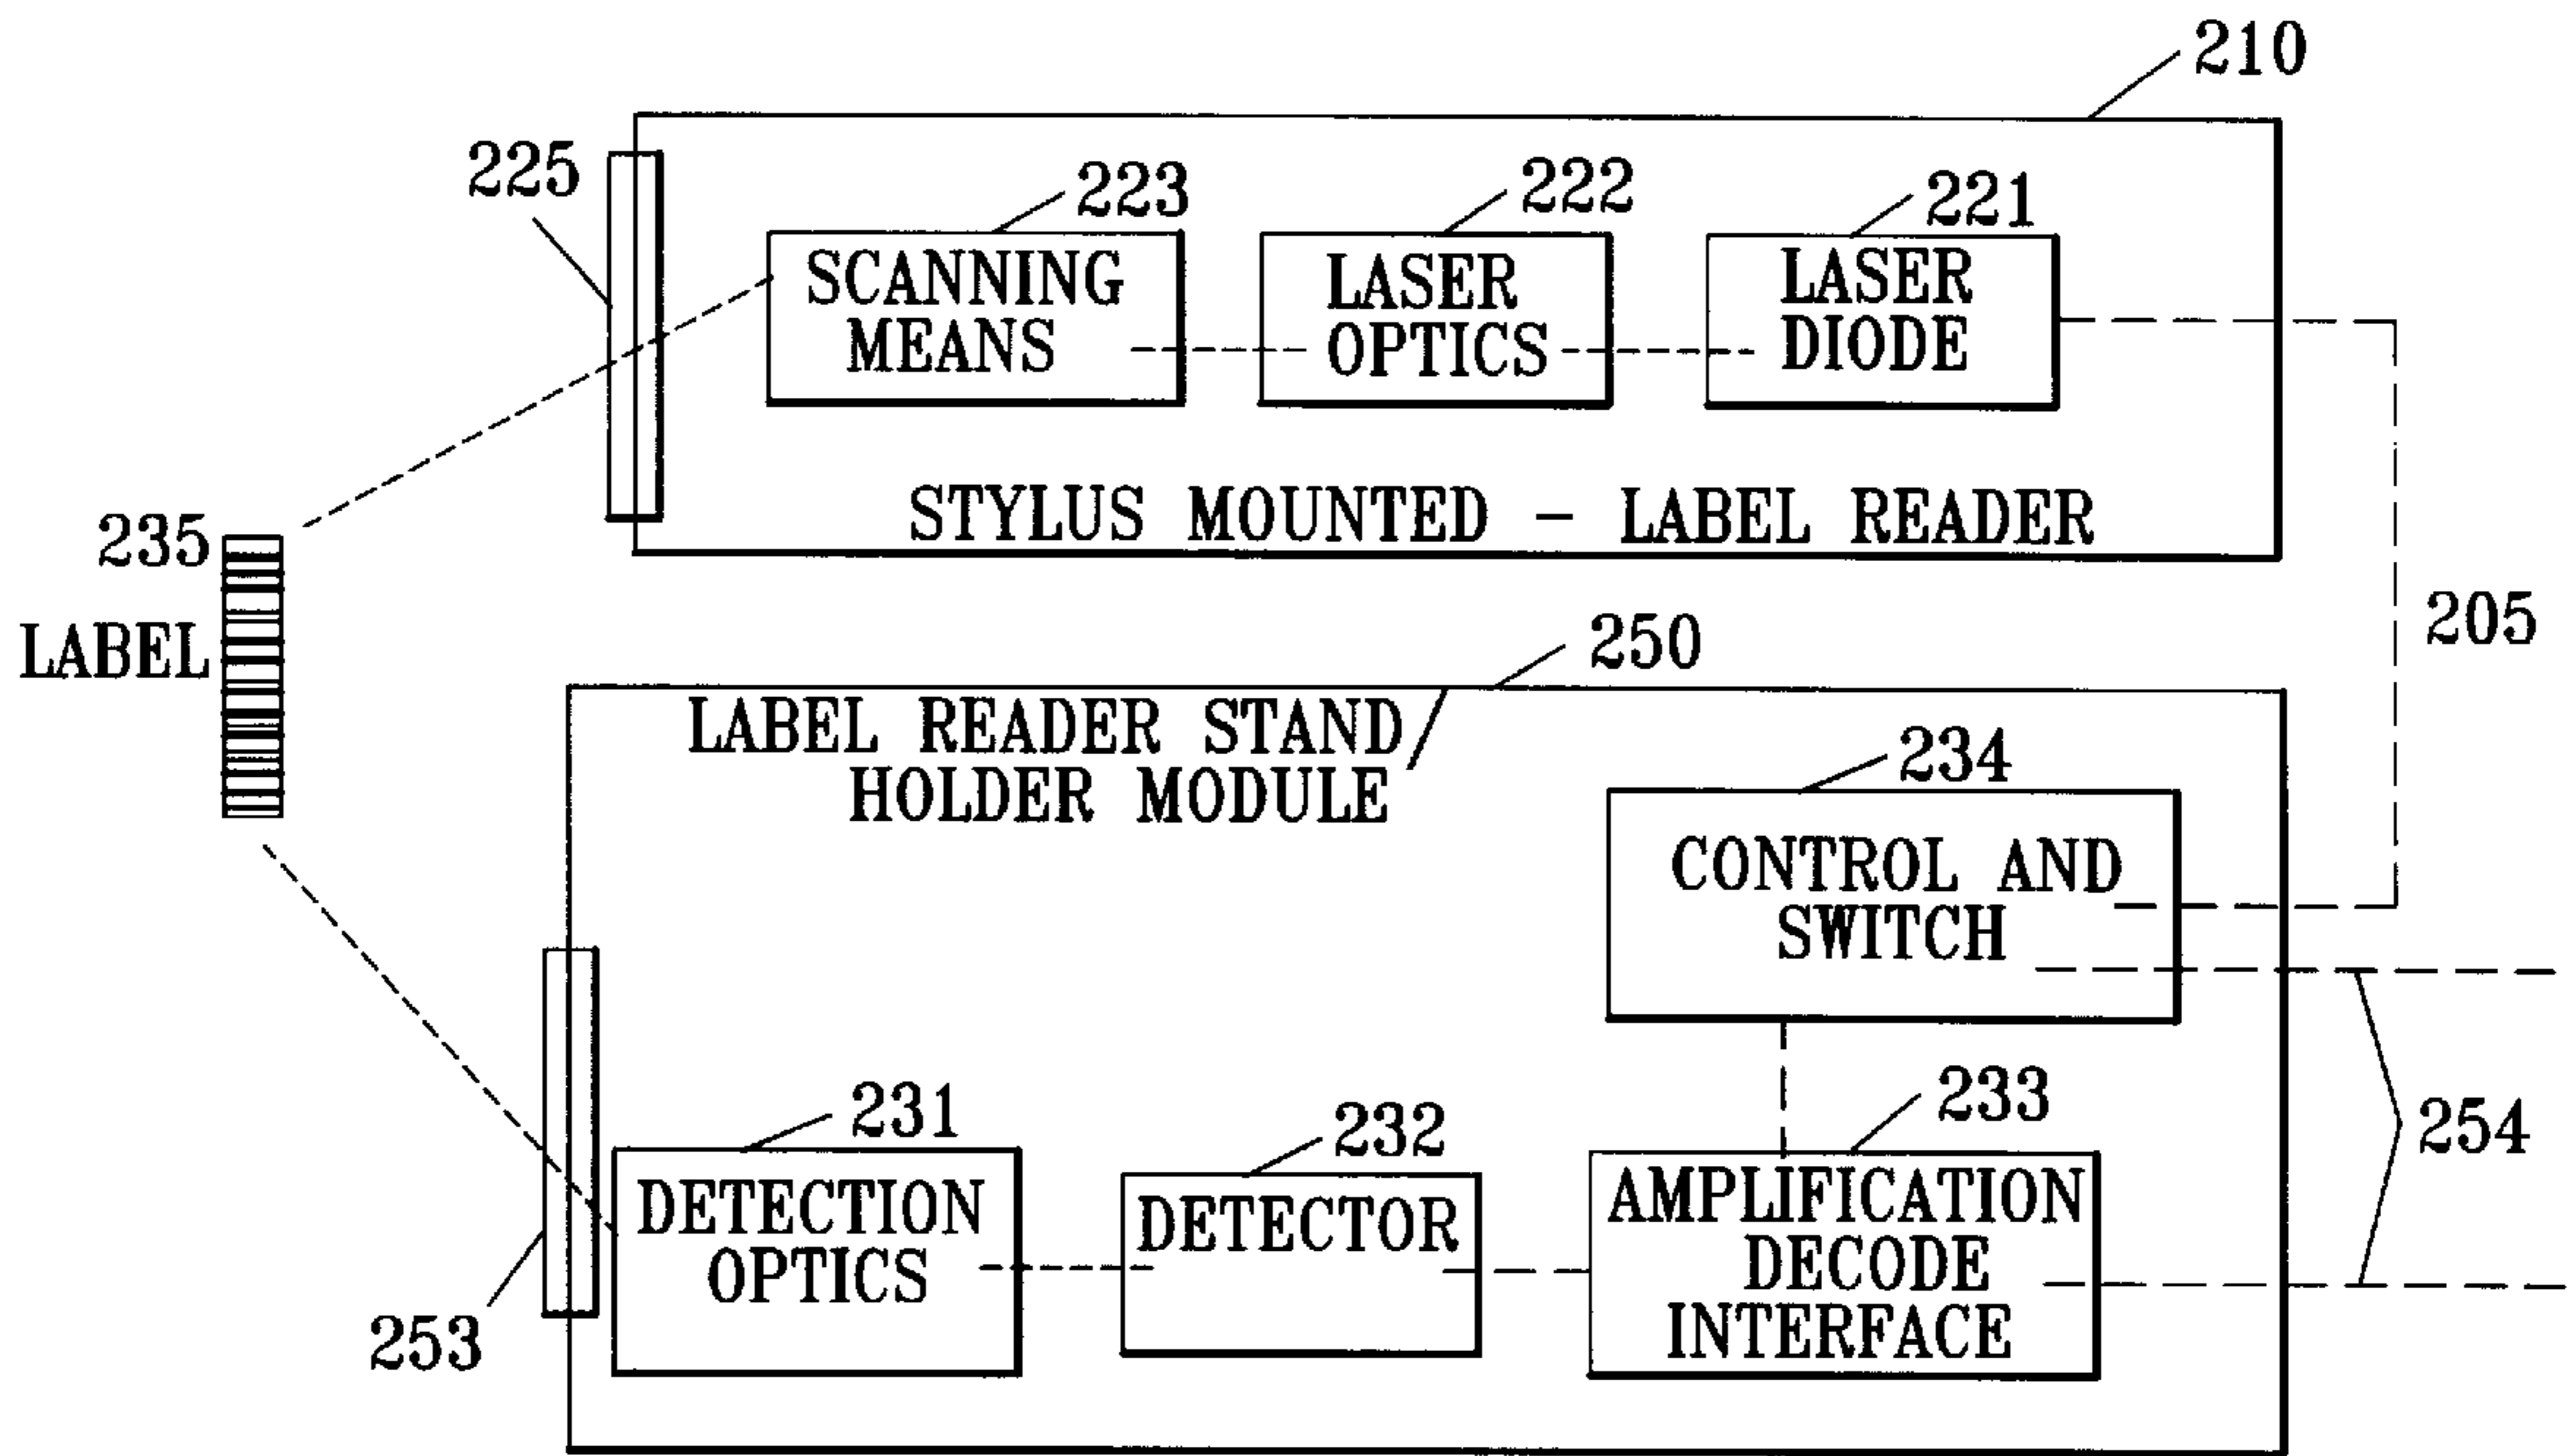 210
225
223
222
221
SCANNING
MEANS
LASER
OPTICS
LASER
DIODE
STYLUS MOUNTED - LABEL READER
235
LABEL
205
250
LABEL READER STAND/
HOLDER MODULE
234
CONTROL AND
SWITCH
254
231
232
233
DETECTION
OPTICS
DETECTOR
AMPLIFICATION
DECODE
INTERFACE
253